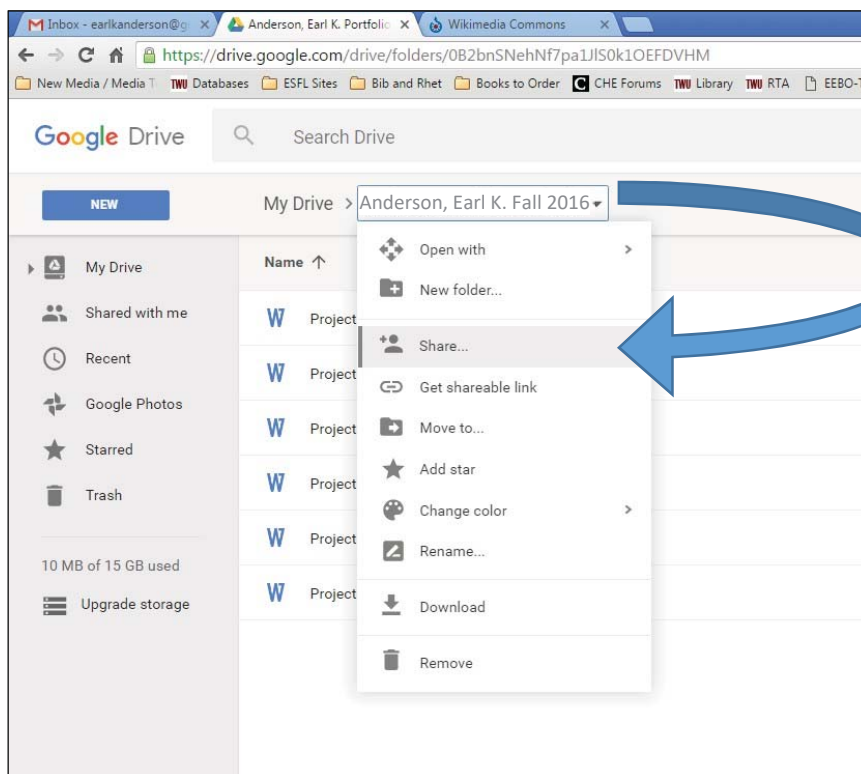 Inbox - earlkanderson@g
Anderson, Earl K. Portfolio
Wikimedia Commons
https://drive.google.com/drive/folders/0B2bnSNehNf7pa1JlS0k1OEFDVHM
New Media / Media T TWU Databases ESFL Sites Bib and Rhet Books to Order C CHE Forums TWU Library TWU RTA EEBO-T
Google Drive
Search Drive
NEW
My Drive > Anderson, Earl K. Fall 2016
My Drive
Shared with me
Recent
Google Photos
Starred
Trash
10 MB of 15 GB used
Upgrade storage
Name
W Project
W Project
W Project
W Project
W Project
W Project
Open with
New folder...
Share...
Get shareable link
Move to...
Add star
Change color
Rename...
Download
Remove